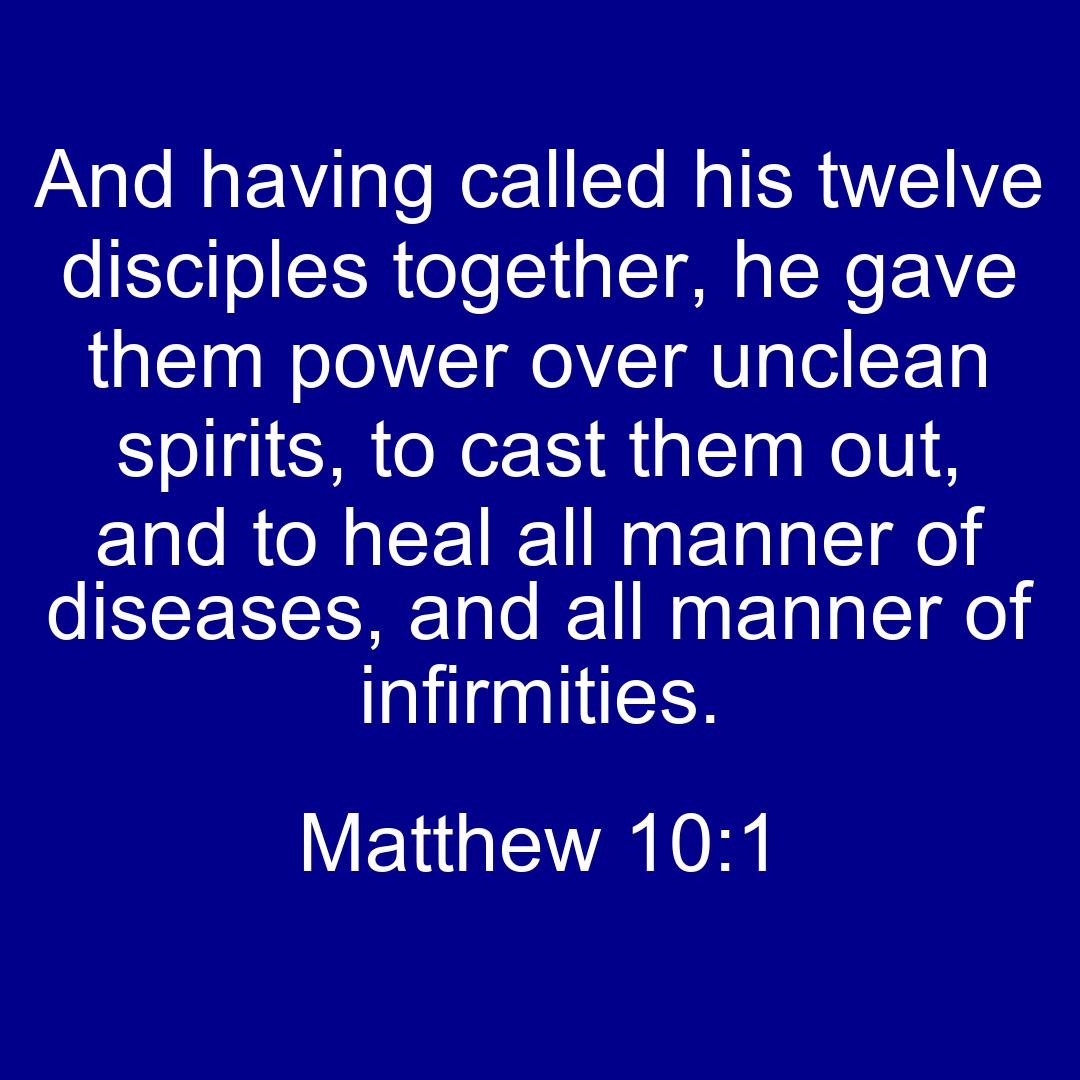 And having called his twelve
disciples together, he gave
them power over unclean
spirits, to cast them out,
and to heal all manner of
diseases, and all manner of
infirmities.
Matthew 10:1